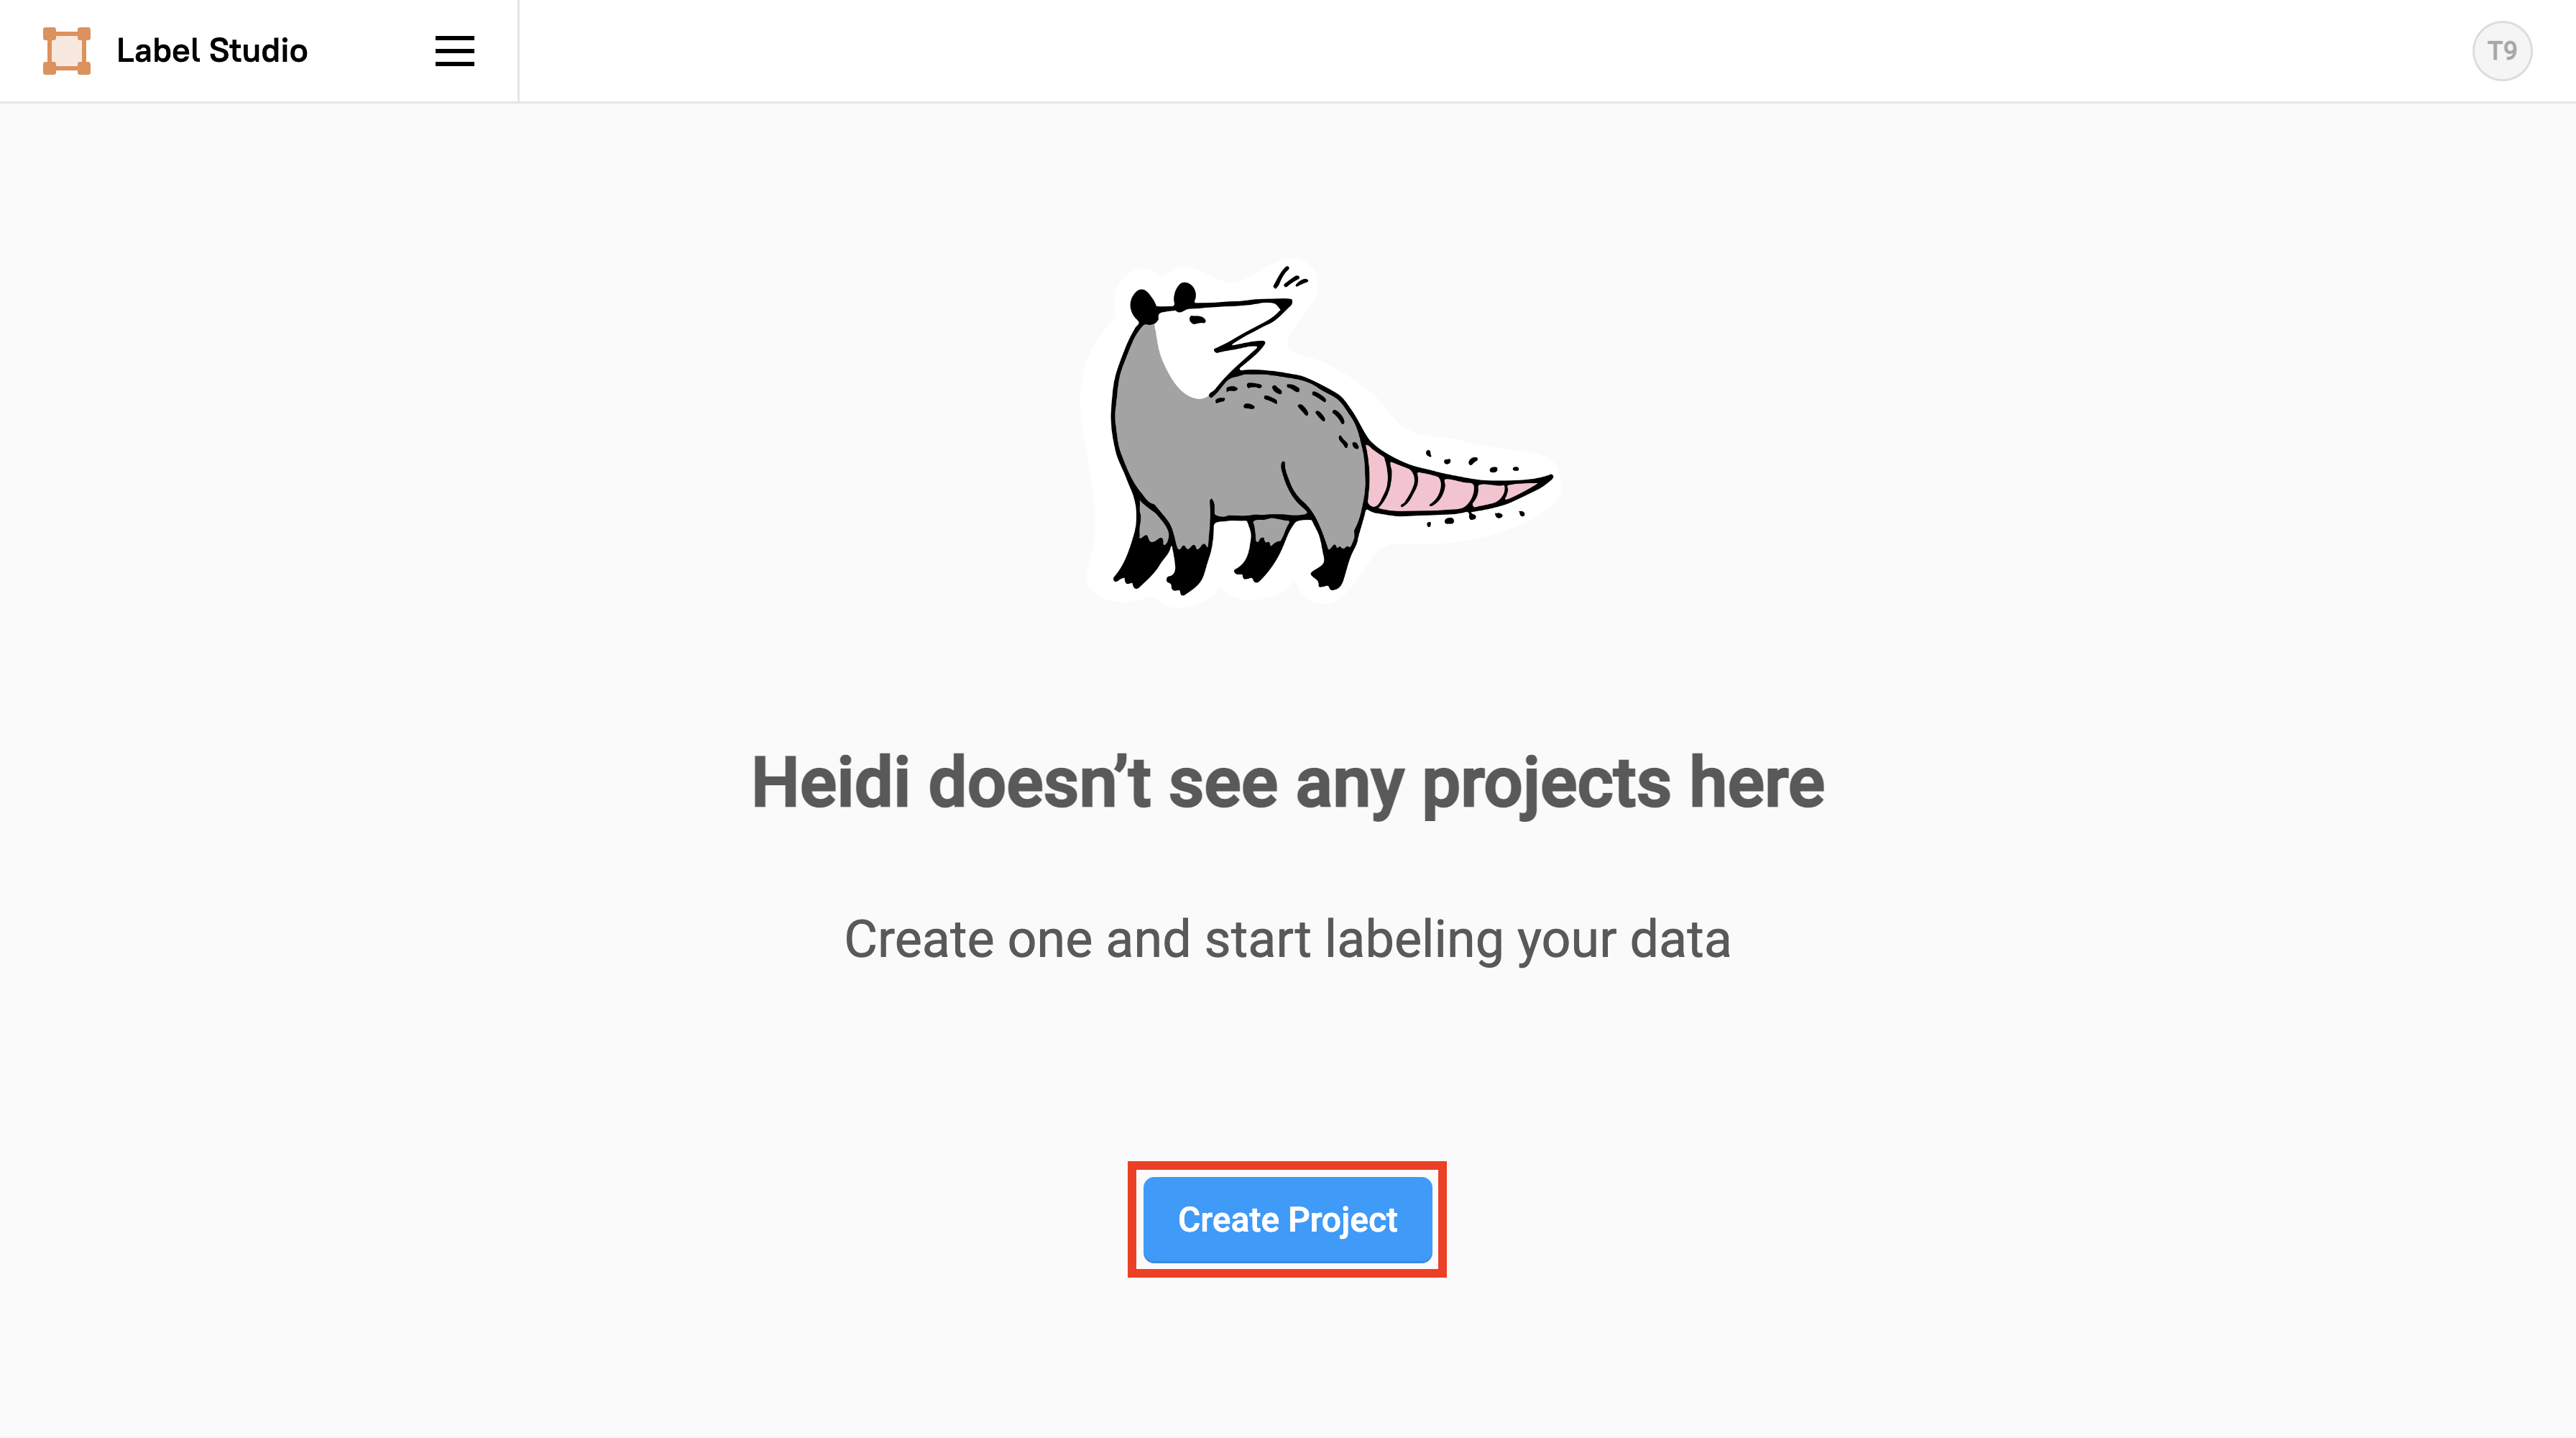 Label Studio
T9
Heidi doesn’t see any projects here
Create one and start labeling your data
Create Project